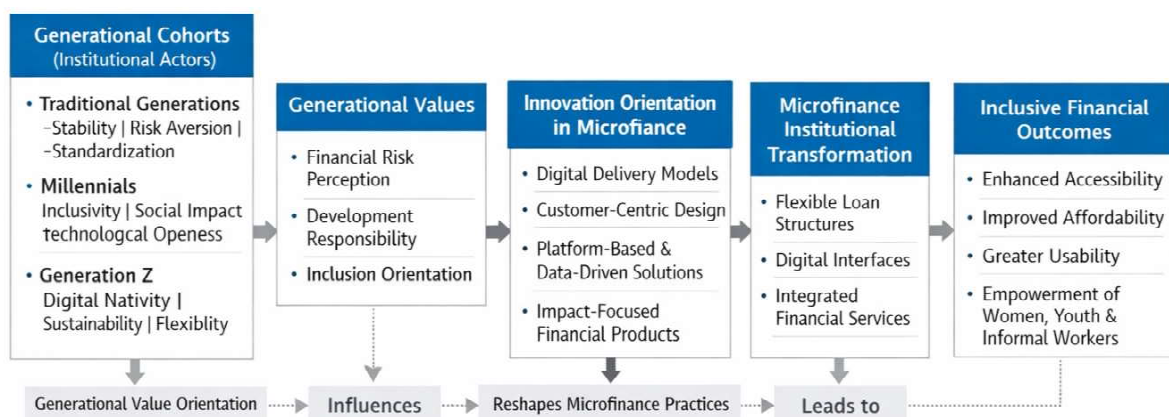 Generational Cohorts
(Institutional Actors)
• Traditional Generations
-Stability | Risk Aversion |
-Standardization
• Millennials
Inclusivity | Social Impact
technologcal Openess
• Generation Z
Digital Nativity |
Sustainability | Flexiblity
Generational Values
• Financial Risk
Perception
• Development
Responsibility
• Inclusion Orientation
Innovation Orientation
in Microfiance
• Digital Delivery Models
• Customer-Centric Design
• Platform-Based &
Data-Driven Solutions
• Impact-Focused
Financial Products
Microfinance
Institutional
Transformation
• Flexible Loan
Structures
• Digital Interfaces
• Integrated
Financial Services
Inclusive Financial
Outcomes
• Enhanced Accessibility
• Improved Affordability
• Greater Usability
• Empowerment of
Women, Youth &
Informal Workers
Generational Value Orientation
Influences
Reshapes Microfinance Practices
Leads to